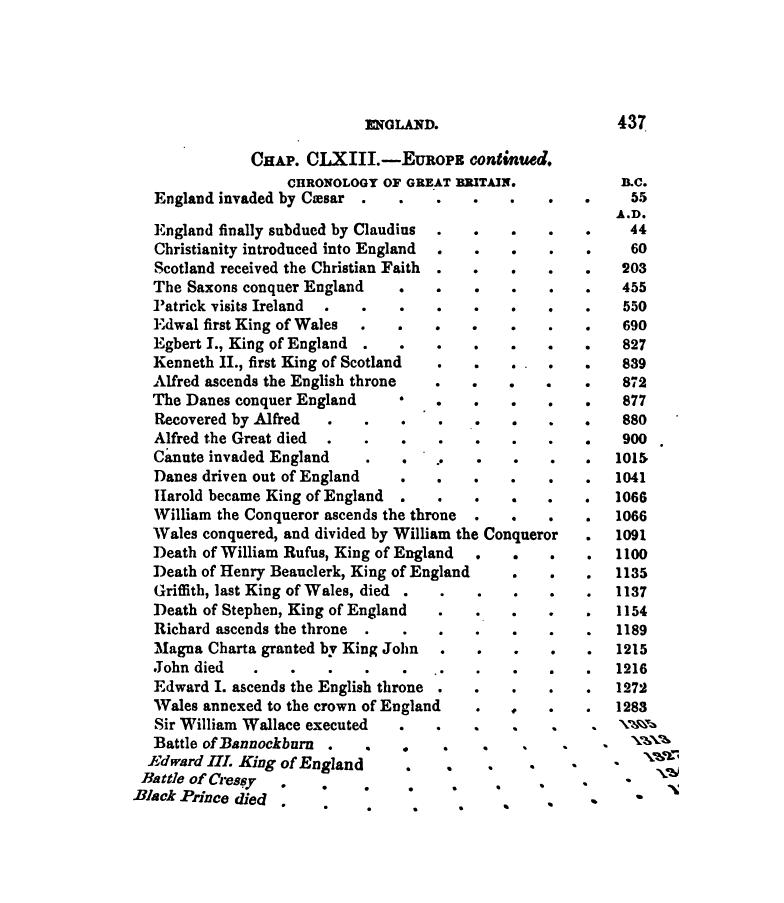 ENGLAND. 437
CHAP. CLXIII.—EUROPE continued.
CHRONOLOGY OF GREAT BRITAIN. B.C.
England invaded by Cæsar . . . . . . . 55
A.D.
England finally subdued by Claudius . . . . . 44
Christianity introduced into England . . . . . 60
Scotland received the Christian Faith . . . . . 203
The Saxons conquer England . . . . . . 455
Patrick visits Ireland . . . . . . . . 550
Edwal first King of Wales . . . . . . . 690
Egbert I., King of England . . . . . . . 827
Kenneth II., first King of Scotland . . . . . 839
Alfred ascends the English throne . . . . . 872
The Danes conquer England . . . . . . 877
Recovered by Alfred . . . . . . . . 880
Alfred the Great died . . . . . . . . 900
Canute invaded England . . . . . . . 1015
Danes driven out of England . . . . . . 1041
Harold became King of England . . . . . . 1066
William the Conqueror ascends the throne . . . . 1066
Wales conquered, and divided by William the Conqueror . 1091
Death of William Rufus, King of England . . . . 1100
Death of Henry Beauclerk, King of England . . . 1135
Griffith, last King of Wales, died . . . . . . 1137
Death of Stephen, King of England . . . . . 1154
Richard ascends the throne . . . . . . . 1189
Magna Charta granted by King John . . . . . 1215
John died . . . . . . . . . . 1216
Edward I. ascends the English throne . . . . . 1272
Wales annexed to the crown of England . . . . 1283
Sir William Wallace executed . . . . . . 1305
Battle of Bannockburn . . . . . . . . 1313
Edward III. King of England . . . . . . 1327
Battle of Cressy . . . . . . . . .
Black Prince died . . . . . . . . .